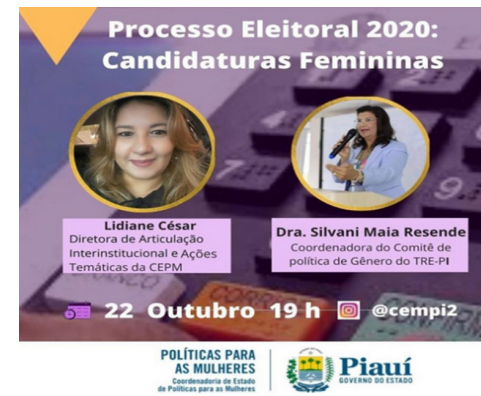 Processo Eleitoral 2020:
Candidaturas Femininas
Lidiane César
Diretora de Articulação
Interinstitucional e Ações
Temáticas da CEPM
Dra. Silvani Maia Resende
Coordenadora do Comitê de
política de Gênero do TRE-PI
22 Outubro 19 h @cempi2
POLÍTICAS PARA
AS MULHERES
Coordenadoria de Estado
de Políticas para as Mulheres
Piauí
GOVERNO DO ESTADO